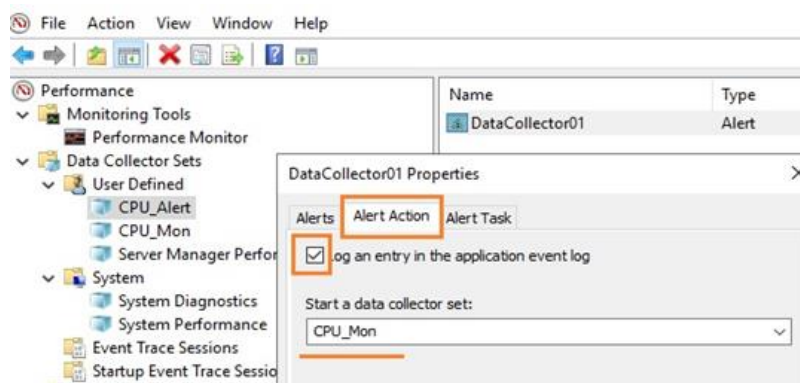 File Action View Window Help
Performance
Monitoring Tools
Performance Monitor
Data Collector Sets
User Defined
CPU_Alert
CPU_Mon
Server Manager Perfor
System
System Diagnostics
System Performance
Event Trace Sessions
Startup Event Trace Sessio
Name Type
DataCollector01 Alert
DataCollector01 Properties
Alerts Alert Action Alert Task
og an entry in the application event log
Start a data collector set:
CPU_Mon